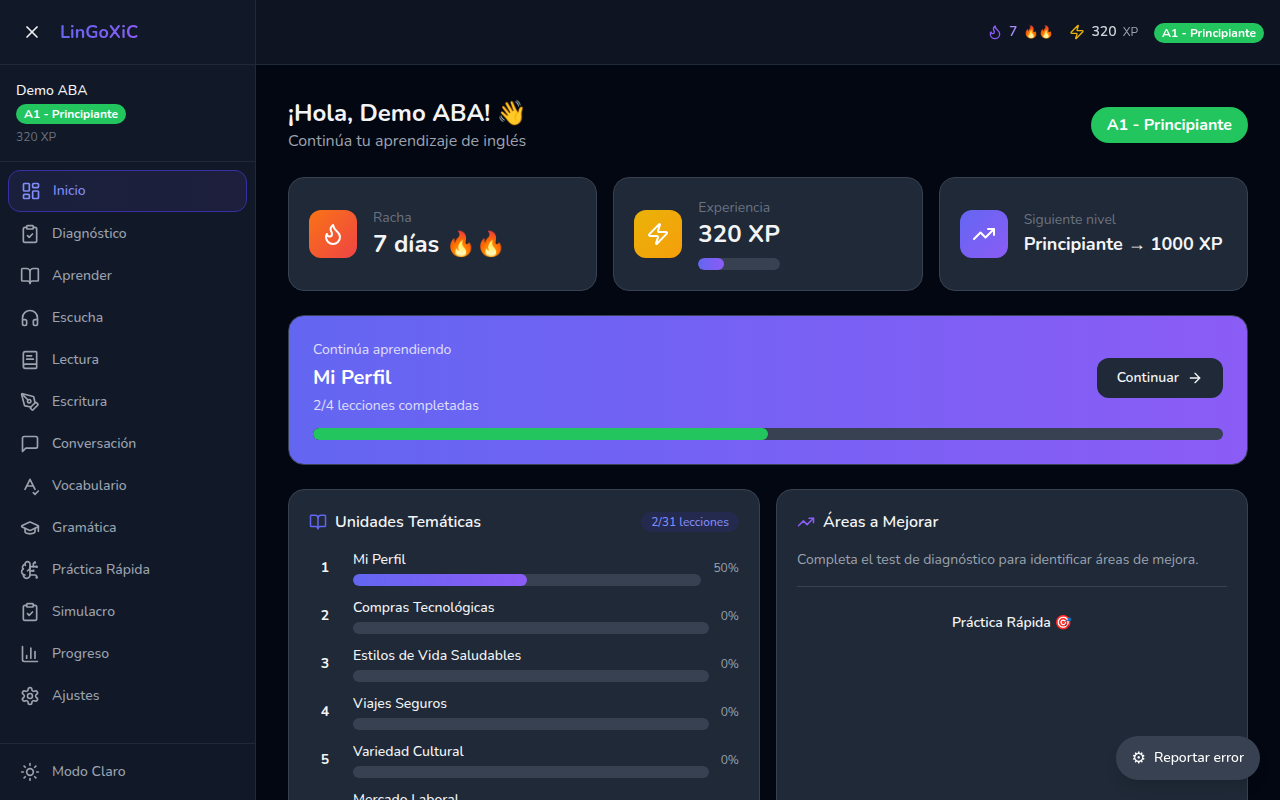 LinGoXiC
7 🔥🔥 320 XP A1 - Principiante
Demo ABA
A1 - Principiante
320 XP
Inicio
Diagnóstico
Aprender
Escucha
Lectura
Escritura
Conversación
Vocabulario
Gramática
Práctica Rápida
Simulacro
Progreso
Ajustes
Modo Claro
¡Hola, Demo ABA! 👋
Continúa tu aprendizaje de inglés
A1 - Principiante
Racha
7 días 🔥🔥
Experiencia
320 XP
Siguiente nivel
Principiante → 1000 XP
Continúa aprendiendo
Mi Perfil
2/4 lecciones completadas
Continuar →
Unidades Temáticas 2/31 lecciones
1 Mi Perfil 50%
2 Compras Tecnológicas 0%
3 Estilos de Vida Saludables 0%
4 Viajes Seguros 0%
5 Variedad Cultural 0%
Mercado Laboral
Áreas a Mejorar
Completa el test de diagnóstico para identificar áreas de mejora.
Práctica Rápida 🎯
⚙ Reportar error